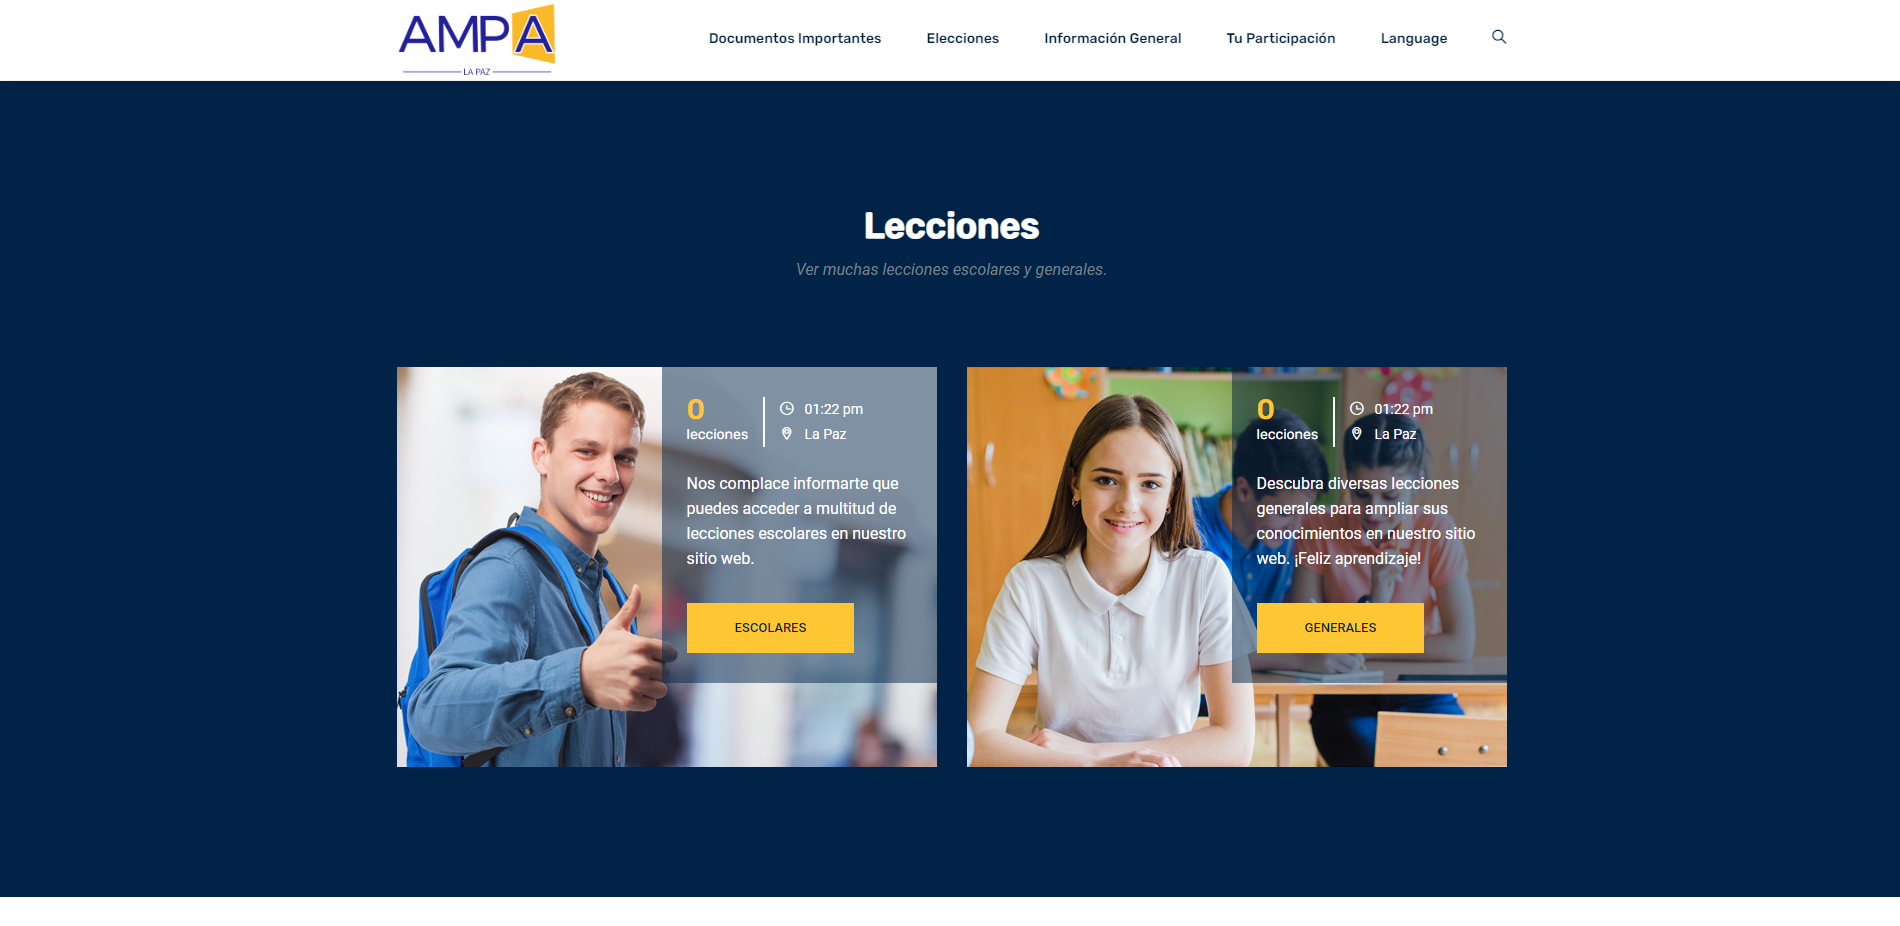 AMPA
LA PAZ
Documentos Importantes
Elecciones
Información General
Tu Participación
Language
Lecciones
Ver muchas lecciones escolares y generales.
0
lecciones
01:22 pm
La Paz
Nos complace informarte que
puedes acceder a multitud de
lecciones escolares en nuestro
sitio web.
ESCOLARES
0
lecciones
01:22 pm
La Paz
Descubra diversas lecciones
generales para ampliar sus
conocimientos en nuestro sitio
web. ¡Feliz aprendizaje!
GENERALES